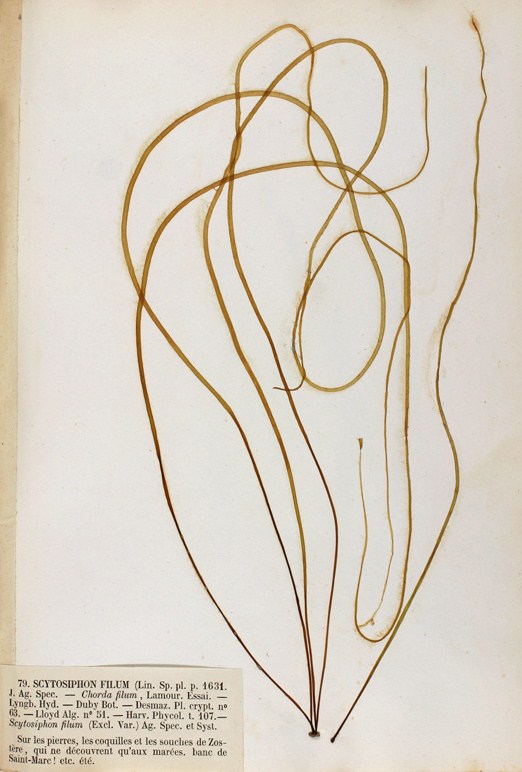 79. SCYTOSIPHON FILUM (Lin. Sp. pl. p. 1631.
J. Ag. Spec. — Chorda filum, Lamour. Essai. —
Lyngb. Hyd. — Duby Bot. — Desmaz. Pl. crypt. nº
63. — Lloyd Alg. nº 51. — Harv. Phycol. t. 107. —
Scytosiphon filum (Excl. Var.) Ag. Spec. et Syst.
Sur les pierres, les coquilles et les souches de Zos-
tère, qui ne découvrent qu'aux marées. banc de
Saint-Marc! etc. été.